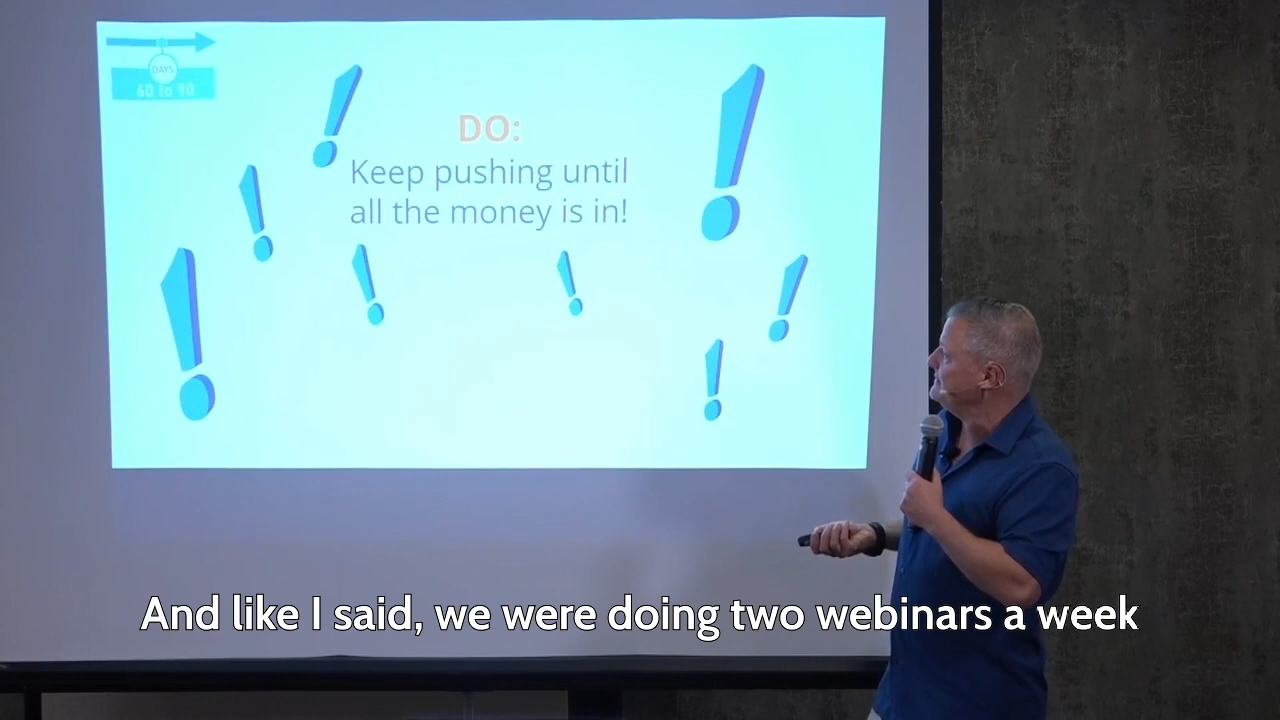 DAYS
60 to 90
DO:
Keep pushing until
all the money is in!
And like I said, we were doing two webinars a week